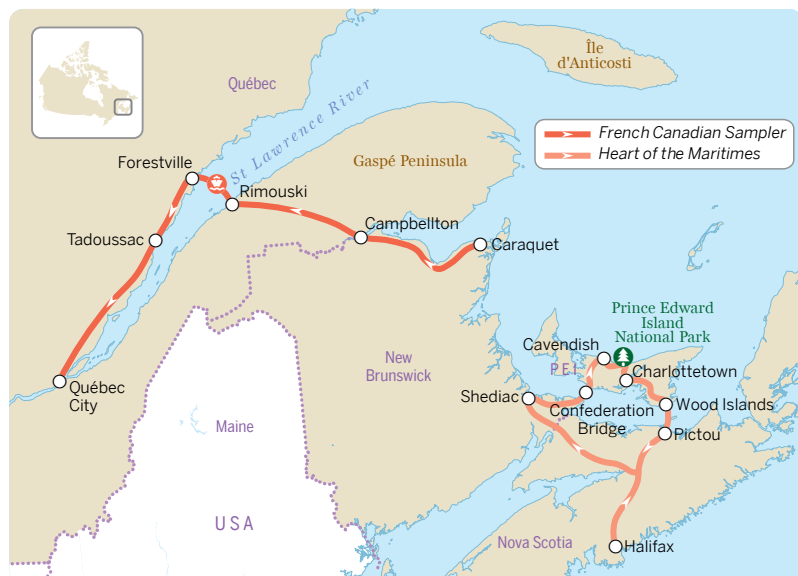 Île
d'Anticosti
Québec
St Lawrence River
French Canadian Sampler
Heart of the Maritimes
Forestville
Gaspé Peninsula
Rimouski
Campbellton
Tadoussac
Caraquet
Prince Edward
Island
National Park
Cavendish
New
Brunswick
PEI
Charlottetown
Québec
City
Shediac
Confederation
Bridge
Wood Islands
Maine
Pictou
USA
Nova Scotia
Halifax